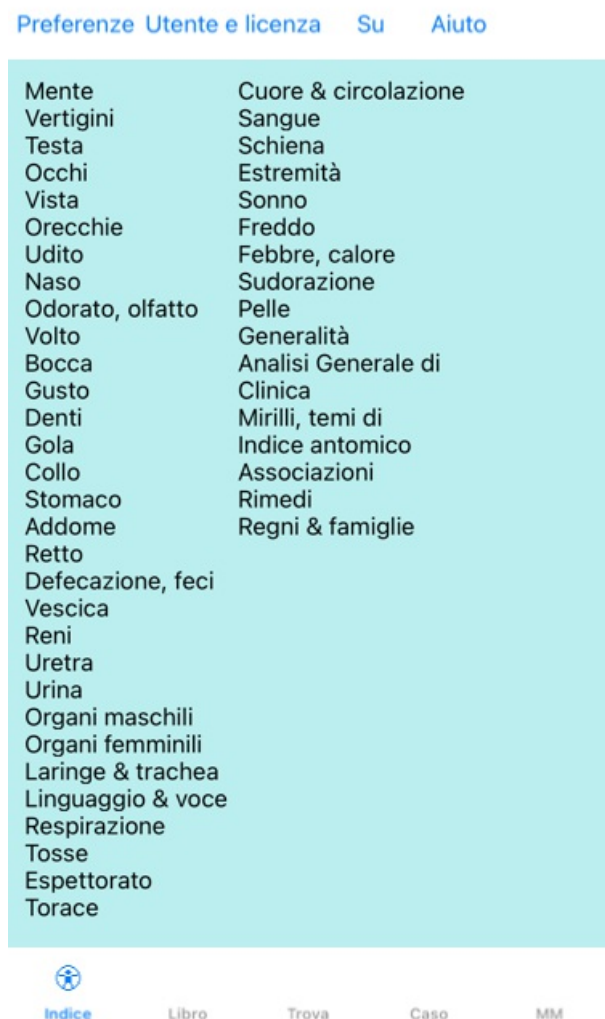 Preferenze Utente e licenza Su Aiuto
Mente
Vertigini
Testa
Occhi
Vista
Orecchie
Udito
Naso
Odorato, olfatto
Volto
Bocca
Gusto
Denti
Gola
Collo
Stomaco
Addome
Retto
Defecazione, feci
Vescica
Reni
Uretra
Urina
Organi maschili
Organi femminili
Laringe & trachea
Linguaggio & voce
Respirazione
Tosse
Espettorato
Torace
Cuore & circolazione
Sangue
Schiena
Estremità
Sonno
Freddo
Febbre, calore
Sudorazione
Pelle
Generalità
Analisi Generale di
Clinica
Mirilli, temi di
Indice antomico
Associazioni
Rimedi
Regni & famiglie
Indice Libro Trova Caso MM